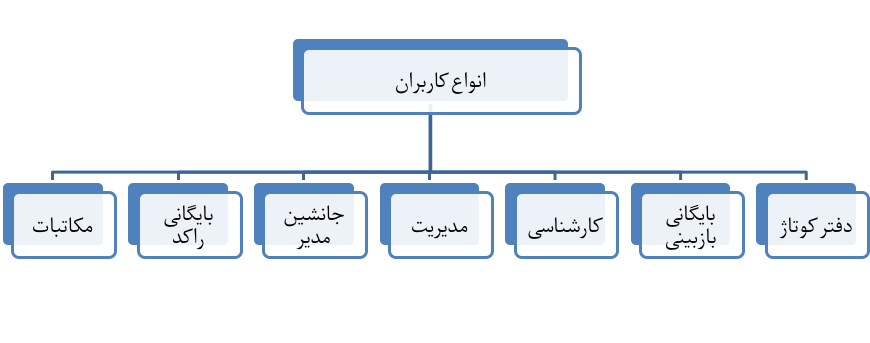 انواع کاربران
دفتر کوتاژ
بایگانی
بازبینی
کارشناسی
مدیریت
جانشین
مدیر
بایگانی
راکد
مکاتبات